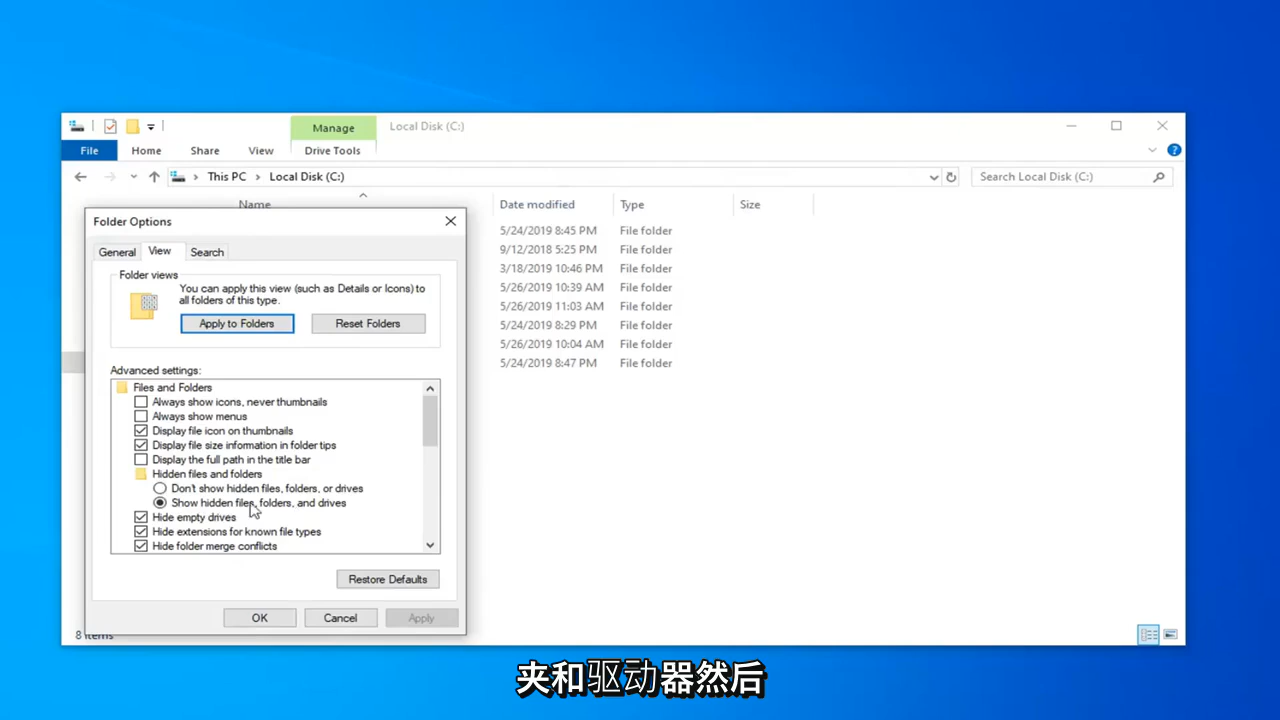 Manage
Local Disk (C:)
File
Home
Share
View
Drive Tools
This PC
Local Disk (C:)
Search Local Disk (C:)
Name
Date modified
Type
Size
5/24/2019 8:45 PM File folder
9/12/2018 5:25 PM File folder
3/18/2019 10:46 PM File folder
5/26/2019 10:39 AM File folder
5/26/2019 11:03 AM File folder
5/24/2019 8:29 PM File folder
5/26/2019 10:04 AM File folder
5/24/2019 8:47 PM File folder
Folder Options
General
View
Search
Folder views
You can apply this view (such as Details or Icons) to
all folders of this type.
Apply to Folders
Reset Folders
Advanced settings:
Files and Folders
Always show icons, never thumbnails
Always show menus
Display file icon on thumbnails
Display file size information in folder tips
Display the full path in the title bar
Hidden files and folders
Don't show hidden files, folders, or drives
Show hidden files, folders, and drives
Hide empty drives
Hide extensions for known file types
Hide folder merge conflicts
Restore Defaults
OK
Cancel
Apply
8 items
夹和驱动器然后